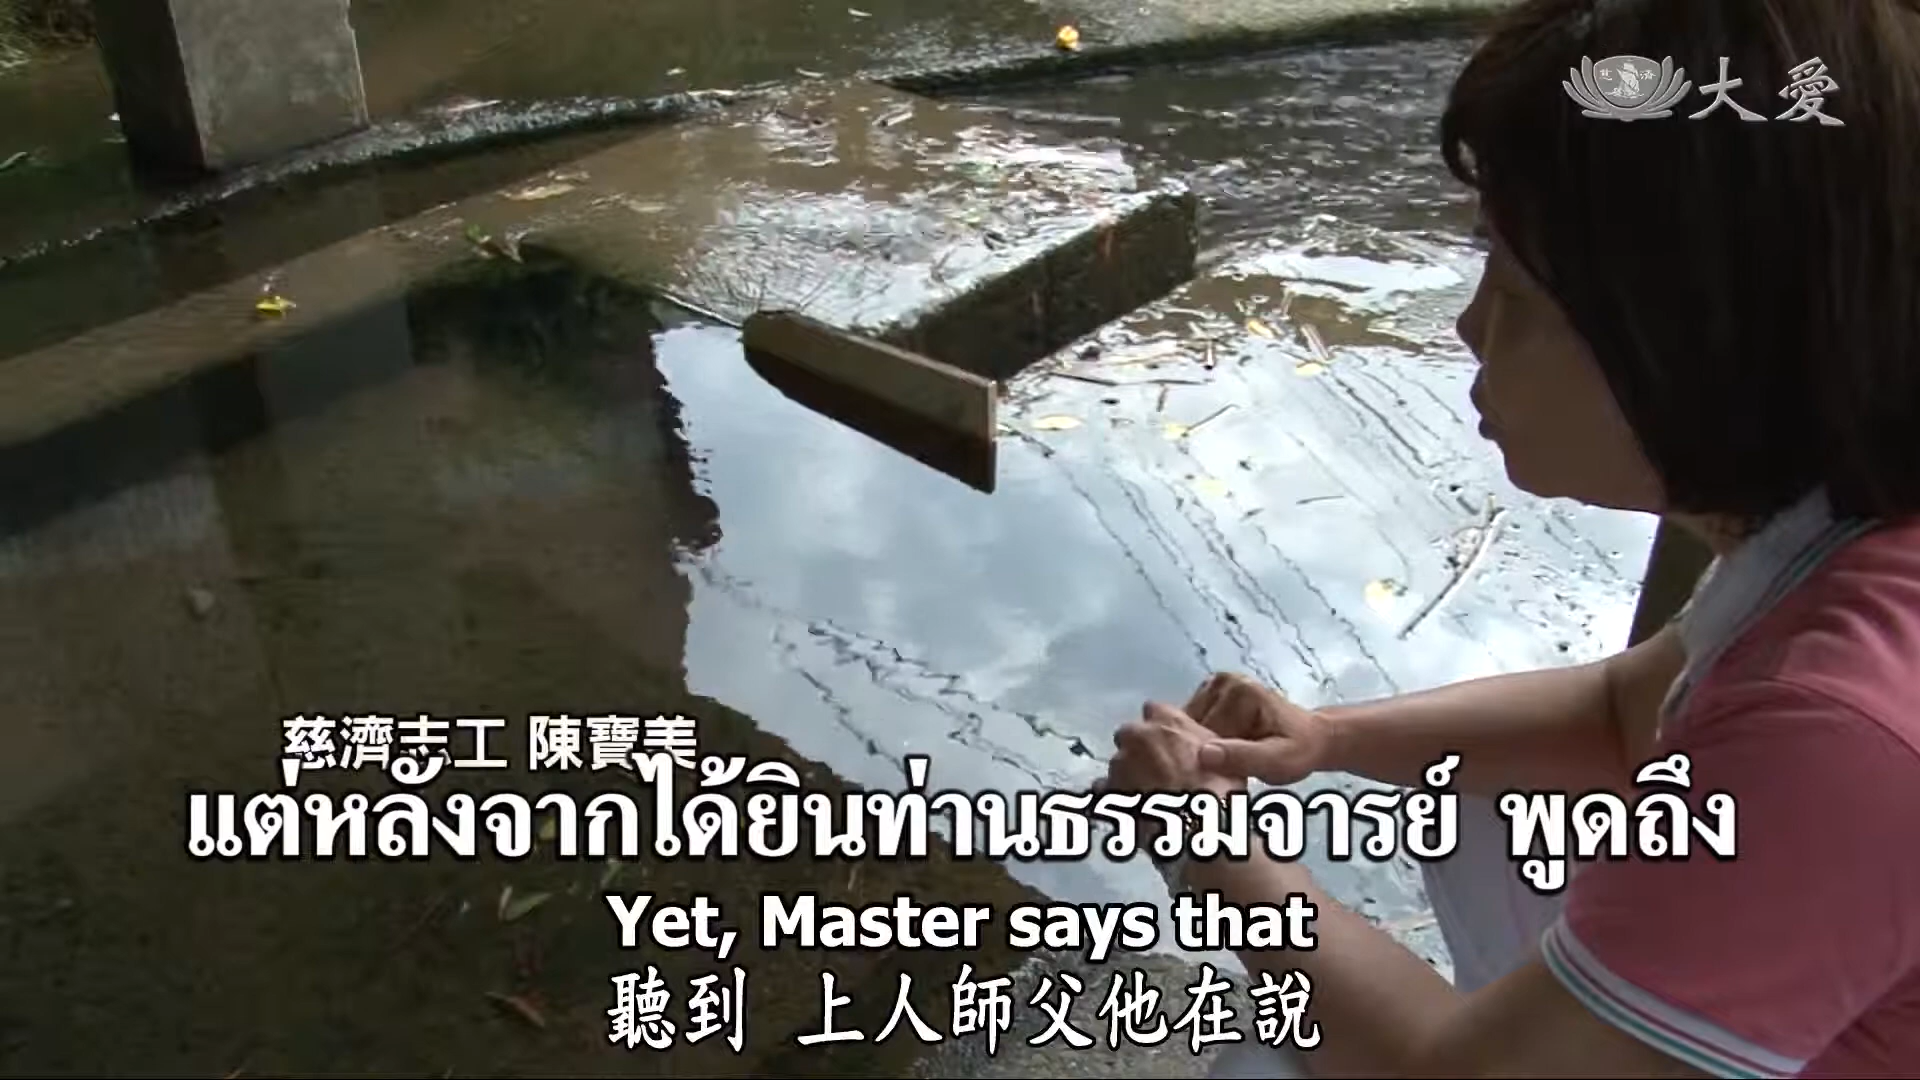 大愛
慈濟志工 陳寶美
แต่หลังจากได้ยินท่านธรรมจารย์ พูดถึง
Yet, Master says that
聽到 上人師父他在說